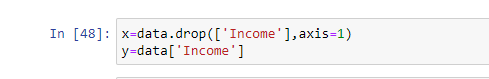 In [48]: x=data.drop(['Income'],axis=1)
y=data['Income']